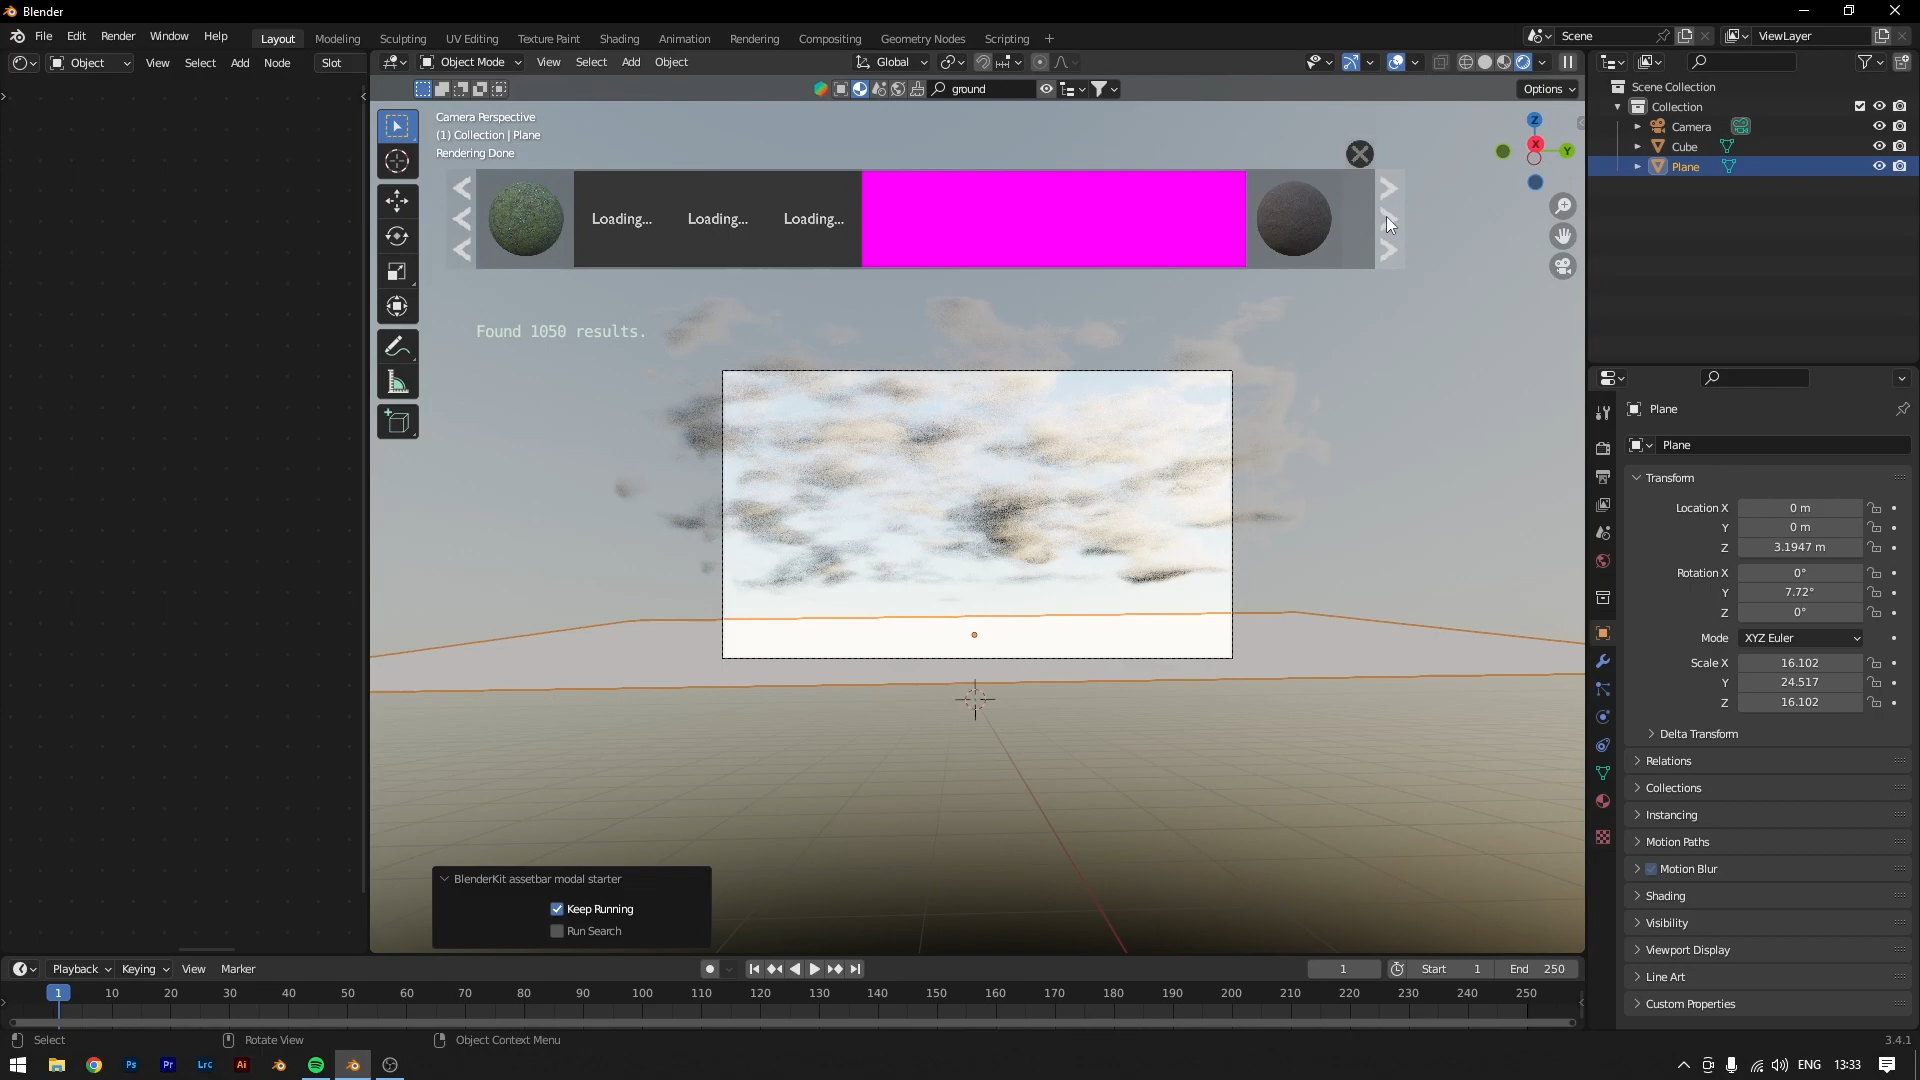 Blender
File Edit Render Window Help
Layout Modeling Sculpting UV Editing Texture Paint Shading Animation Rendering Compositing Geometry Nodes Scripting
Scene
ViewLayer
Object View Select Add Node Slot
Object Mode View Select Add Object
Global
ground
Options
Camera Perspective
(1) Collection | Plane
Rendering Done
Loading... Loading... Loading...
Found 1050 results.
Z
X
Y
BlenderKit assetbar modal starter
Keep Running
Run Search
Scene Collection
Collection
Camera
Cube
Plane
Plane
Plane
Transform
Location X 0 m
Y 0 m
Z 3.1947 m
Rotation X 0°
Y 7.72°
Z 0°
Mode XYZ Euler
Scale X 16.102
Y 24.517
Z 16.102
Delta Transform
Relations
Collections
Instancing
Motion Paths
Motion Blur
Shading
Visibility
Viewport Display
Line Art
Custom Properties
Playback Keying View Marker
1 Start 1 End 250
1 10 20 30 40 50 60 70 80 90 100 110 120 130 140 150 160 170 180 190 200 210 220 230 240 250
Select Rotate View Object Context Menu
3.4.1
Ps Pr Lrc Ai
ENG 13:33